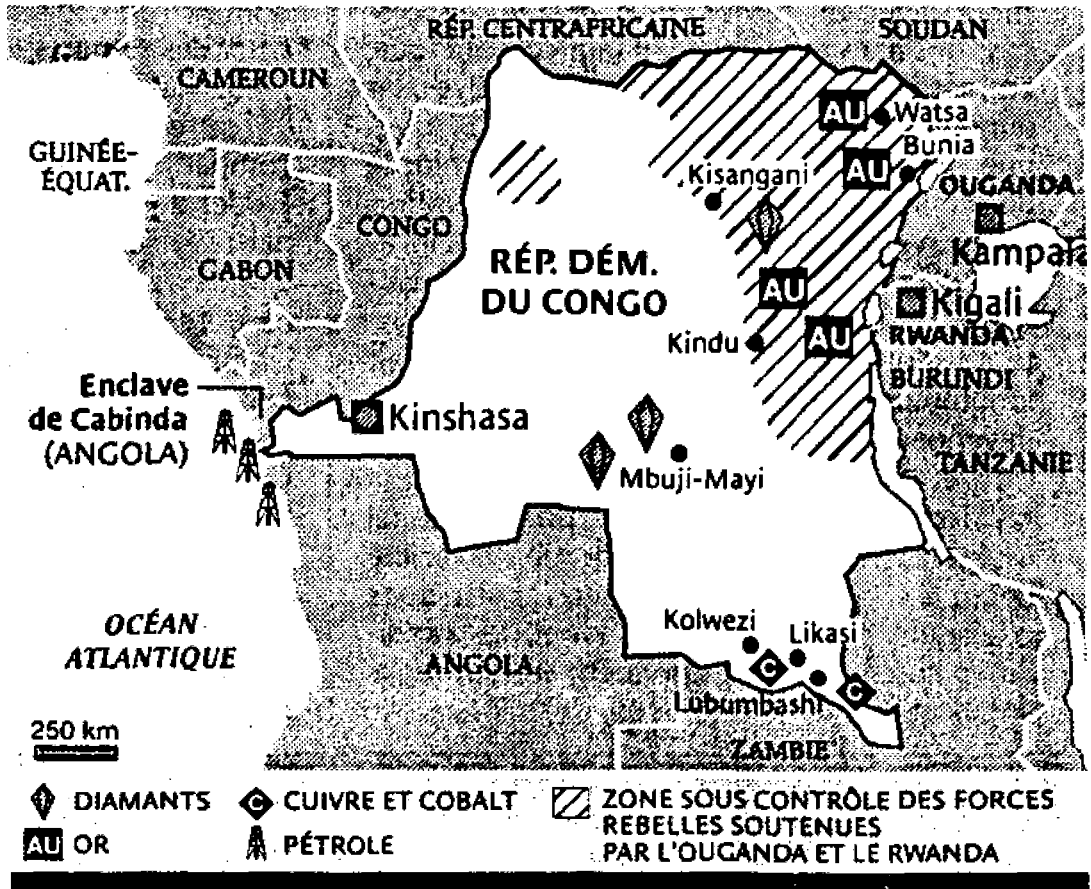 RÉP. CENTRAFRICAINE
SOUDAN
CAMEROUN
AU
Watsa
GUINÉE-
ÉQUAT.
Bunia
AU
Kisangani
OUGANDA
CONGO
Kampala
GABON
RÉP. DÉM.
DU CONGO
AU
Kigali
RWANDA
Kindu
AU
BURUNDI
Enclave
de Cabinda
(ANGOLA)
Kinshasa
TANZANIE
Mbuji-Mayi
OCÉAN
ATLANTIQUE
Kolwezi
Likasi
ANGOLA
C
C
Lubumbashi
250 km
ZAMBIE
DIAMANTS
C CUIVRE ET COBALT
ZONE SOUS CONTRÔLE DES FORCES
REBELLES SOUTENUES
PAR L'OUGANDA ET LE RWANDA
AU OR
PÉTROLE